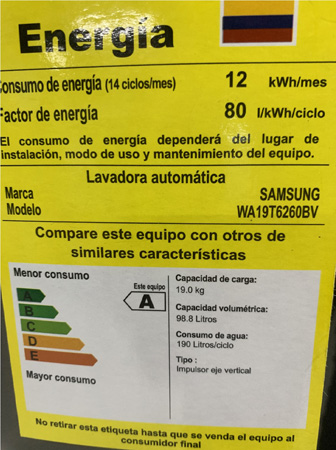 Energía
Consumo de energía (14 ciclos/mes) 12 kWh/mes
Factor de energía 80 l/kWh/ciclo
El consumo de energía dependerá del lugar de
instalación, modo de uso y mantenimiento del equipo.
Lavadora automática
Marca SAMSUNG
Modelo WA19T6260BV
Compare este equipo con otros de
similares características
Menor consumo
A
B
C
D
E
Mayor consumo
Este equipo
A
Capacidad de carga:
19.0 kg
Capacidad volumétrica:
98.8 Litros
Consumo de agua:
190 Litros/ciclo
Tipo :
Impulsor eje vertical
No retirar esta etiqueta hasta que se venda el equipo al
consumidor final